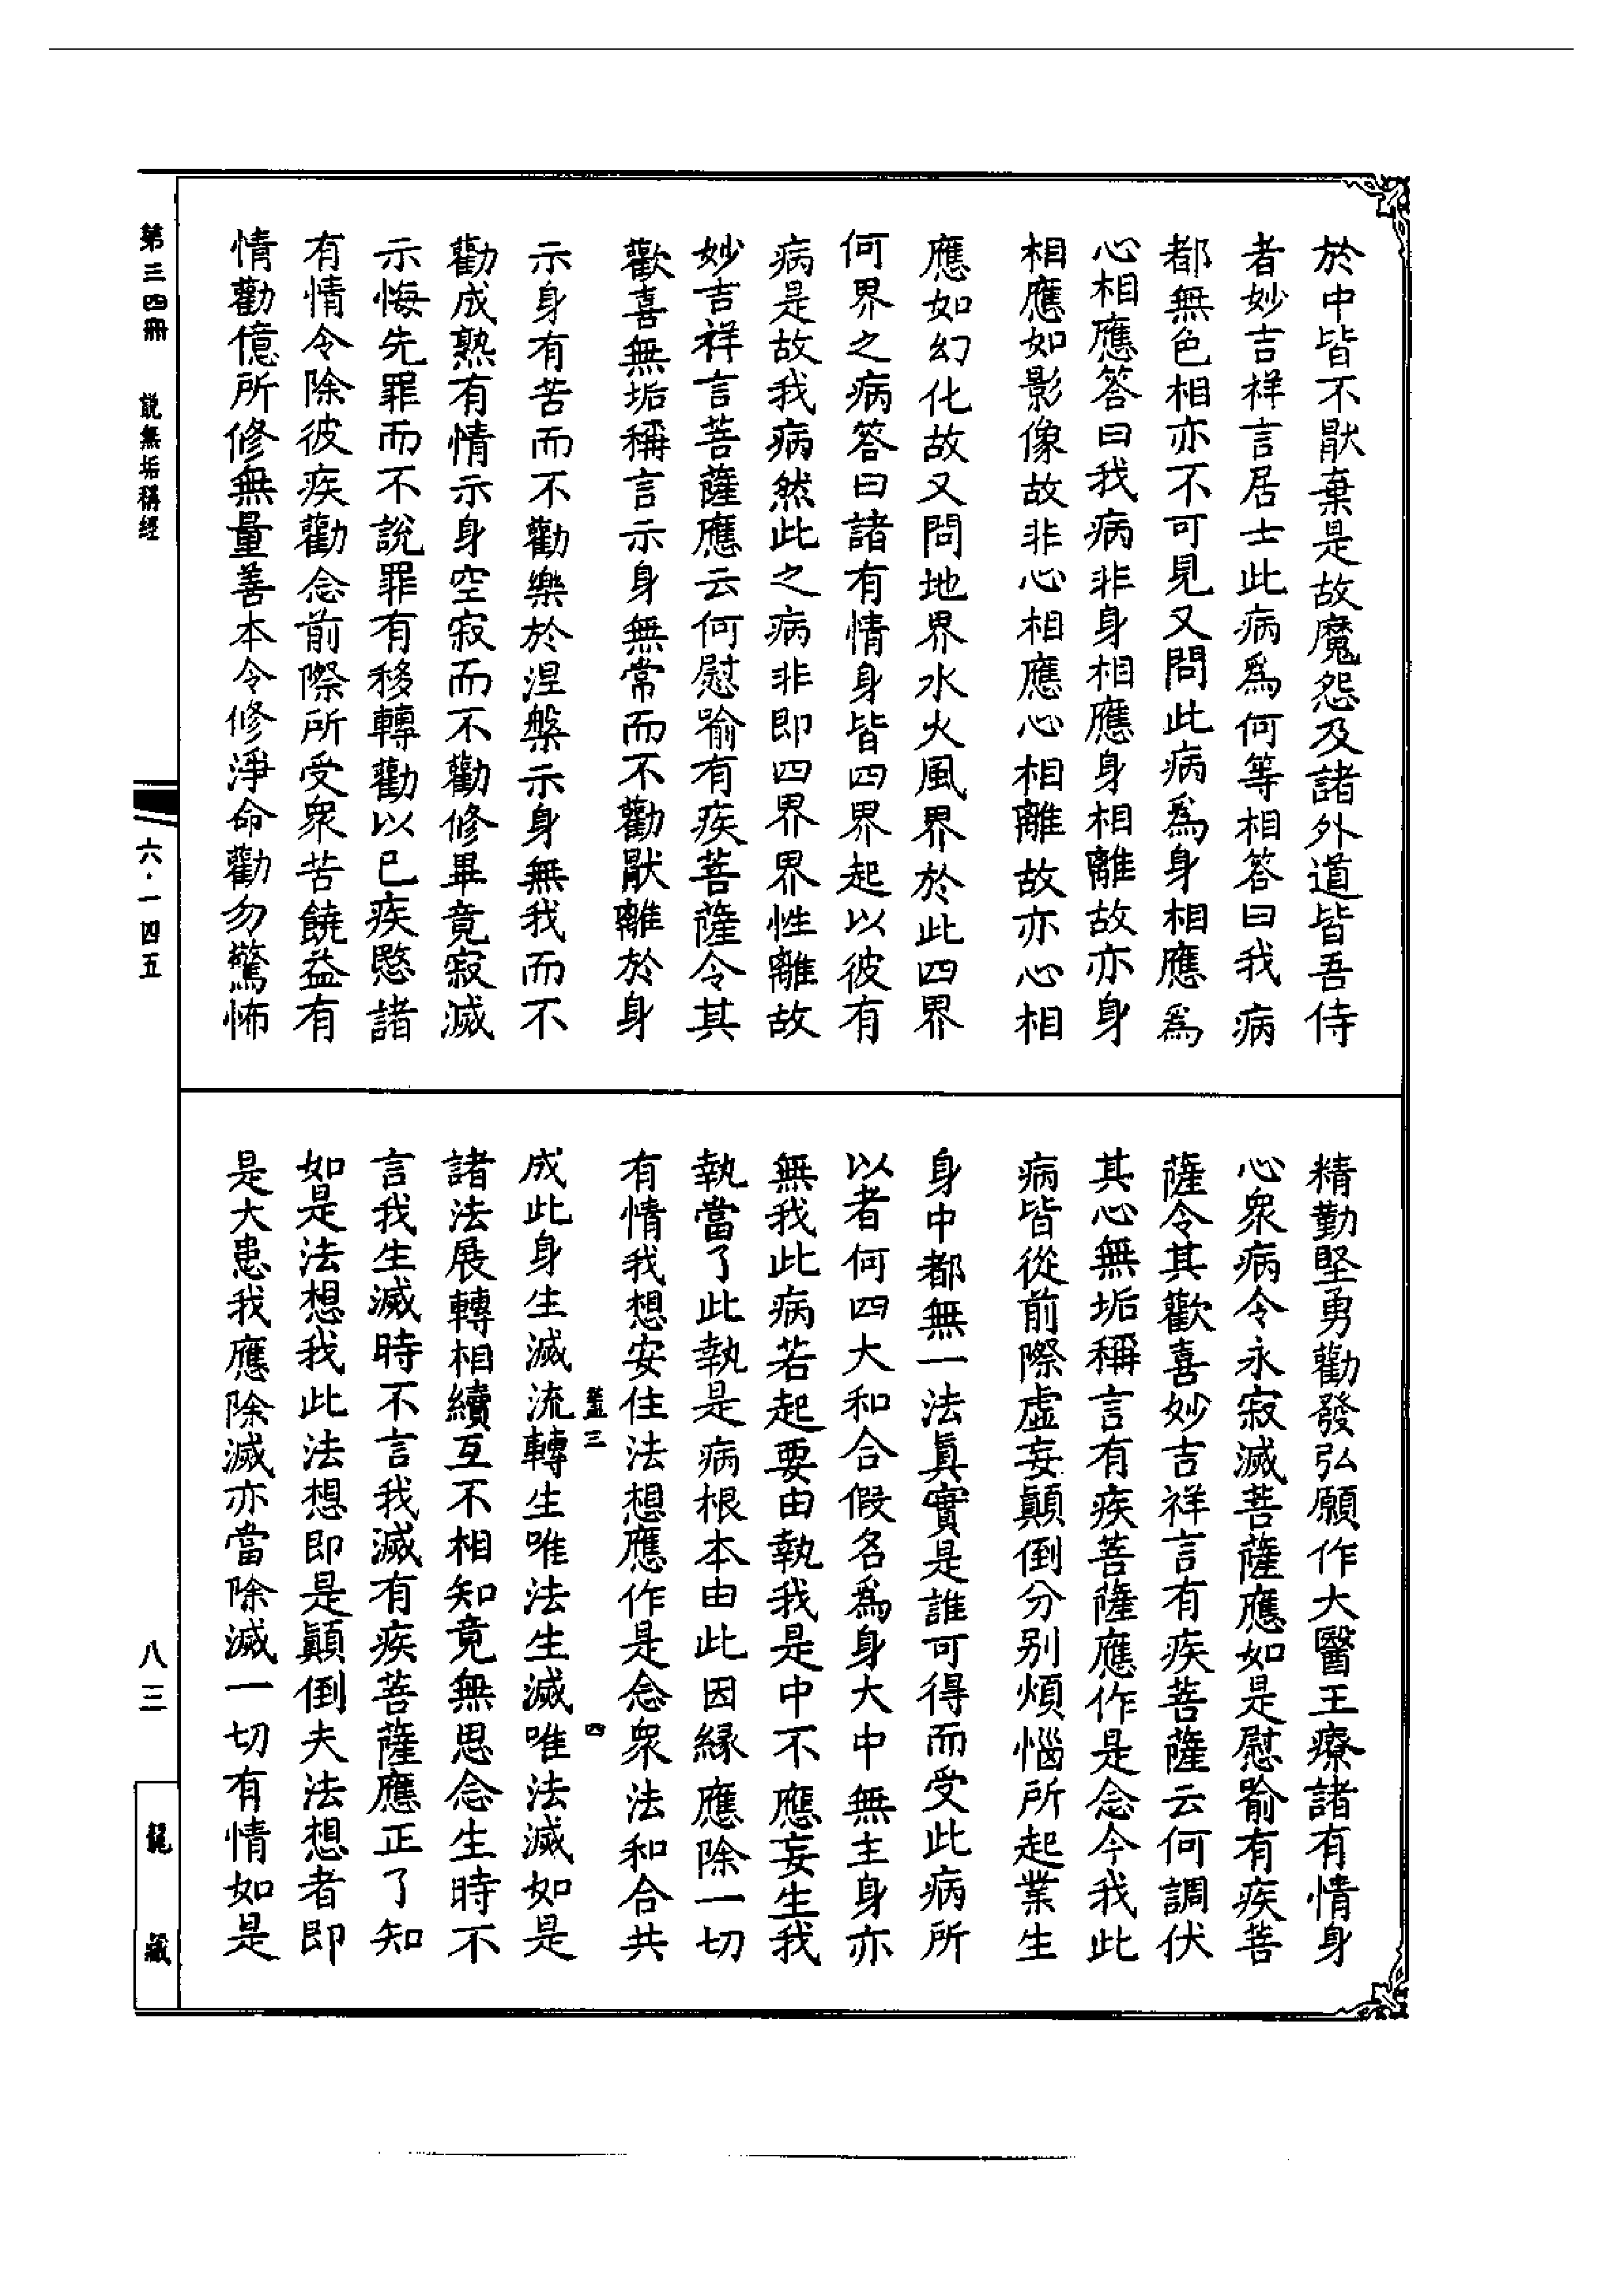 於中皆不猒棄是故魔怨及諸外道皆吾侍
者妙吉祥言居士此病爲何等相答曰我病
都無色相亦不可見又問此病爲身相應爲
心相應答曰我病非身相應身相離故亦身
相應如影像故非心相應心相離故亦心相
應如幻化故又問地界水火風界於此四界
何界之病答曰諸有情身皆四界起以彼有
病是故我病然此之病非即四界界性離故
妙吉祥言菩薩應云何慰喻有疾菩薩令其
歡喜無垢稱言示身無常而不勸猒離於身
示身有苦而不勸樂於涅槃示身無我而不
勸成熟有情示身空寂而不勸修畢竟寂滅
示悔先罪而不說罪有移轉勸以已疾愍諸
有情令除彼疾勸念前際所受衆苦饒益有
情勸億所修無量善本令修淨命勸勿驚怖
精勤堅勇勸發弘願作大醫王療諸有情身
心衆病令永寂滅菩薩應如是慰喻有疾菩
薩令其歡喜妙吉祥言有疾菩薩云何調伏
其心無垢稱言有疾菩薩應作是念今我此
病皆從前際虛妄顛倒分别煩惱所起業生
身中都無一法眞實是誰可得而受此病所
以者何四大和合假名爲身大中無主身亦
無我此病若起要由執我是中不應妄生我
執當了此執是病根本由此因縁應除一切
有情我想安住法想應作是念衆法和合共
三 四
成此身生滅流轉生唯法生滅唯法滅如是
諸法展轉相續互不相知竟無思念生時不
言我生滅時不言我滅有疾菩薩應正了知
如是法想我此法想即是顛倒夫法想者即
是大患我應除滅亦當除滅一切有情如是
第三四冊 説無垢稱經 六·一四五 八三 龍藏